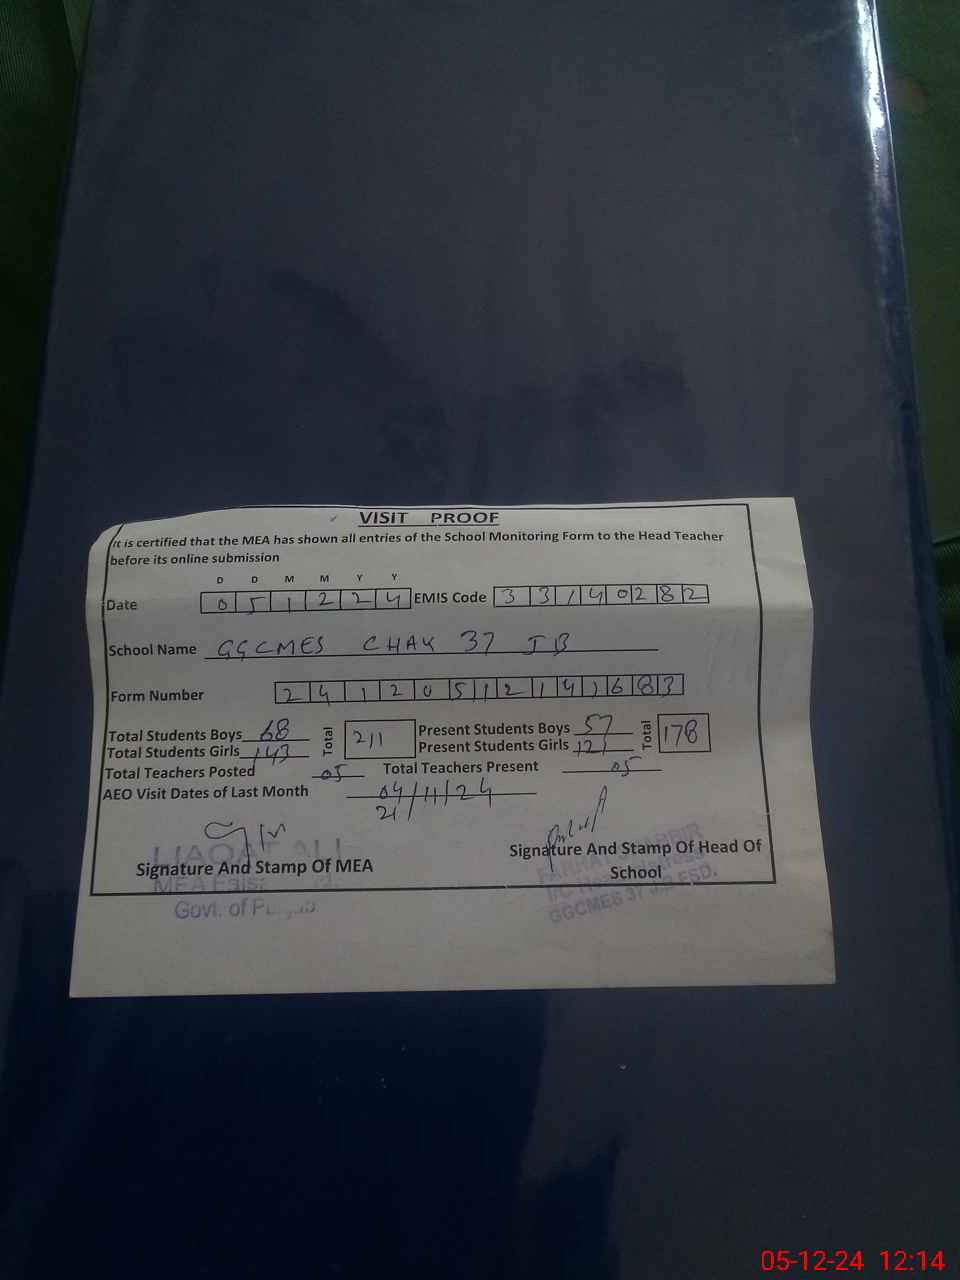 VISIT PROOF
It is certified that the MEA has shown all entries of the School Monitoring Form to the Head Teacher
before its online submission
D D M M Y Y
Date 0 5 1 2 2 4 EMIS Code 3 3 1 4 0 2 8 2
School Name GGCMES CHAK 37 JB
Form Number 2 4 1 2 0 5 1 2 1 4 1 6 8 3
Total Students Boys 68 Total 211 Present Students Boys 57 Total 178
Total Students Girls 143 Present Students Girls 121
Total Teachers Posted 05 Total Teachers Present 05
AEO Visit Dates of Last Month 04/11/24
21/
Signature And Stamp Of MEA
LIAQAT ALI
MEA
Govt. of
Signature And Stamp Of Head Of
School
FARHAT
GGCMES 37 FSD.
05-12-24 12:14